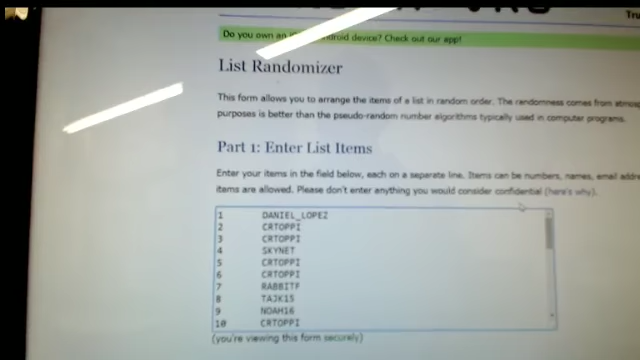 Tru
Do you own an device? Check out our app!
List Randomizer
This form allows you to arrange the items of a list in random order. The randomness comes from
purposes is better than the pseudo-random number algorithms typically used in computer programs.
Part 1: Enter List Items
Enter your items in the field below, each on a separate line. Items can be numbers, names, email
items are allowed. Please don't enter anything you would consider confidential (here's why).
1 DANIEL_LOPEZ
2 CRTOPPI
3 CRTOPPI
4 SKYNET
5 CRTOPPI
6 CRTOPPI
7 RABBITF
8 TAJK15
9 NOAH16
10 CRTOPPI
(you're viewing this form securely)